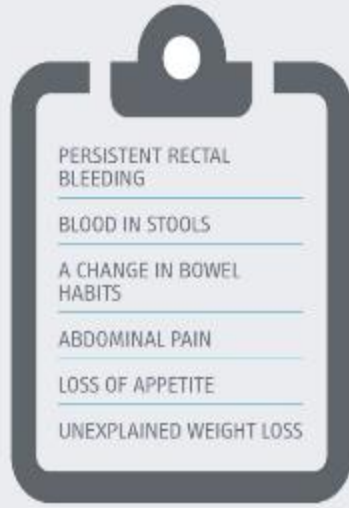 PERSISTENT RECTAL
BLEEDING
BLOOD IN STOOLS
A CHANGE IN BOWEL
HABITS
ABDOMINAL PAIN
LOSS OF APPETITE
UNEXPLAINED WEIGHT LOSS